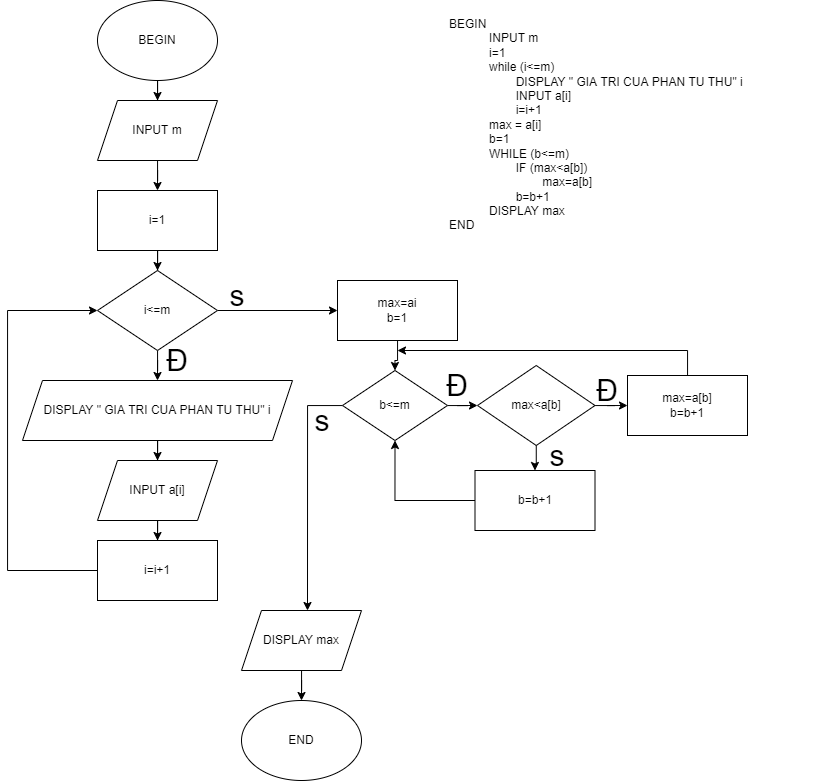 BEGIN
INPUT m
i=1
i<=m
S
Đ
DISPLAY " GIA TRI CUA PHAN TU THU" i
INPUT a[i]
i=i+1
max=ai
b=1
b<=m
Đ
S
max<a[b]
Đ
S
max=a[b]
b=b+1
b=b+1
DISPLAY max
END
BEGIN
INPUT m
i=1
while (i<=m)
DISPLAY " GIA TRI CUA PHAN TU THU" i
INPUT a[i]
i=i+1
max = a[i]
b=1
WHILE (b<=m)
IF (max<a[b])
max=a[b]
b=b+1
DISPLAY max
END